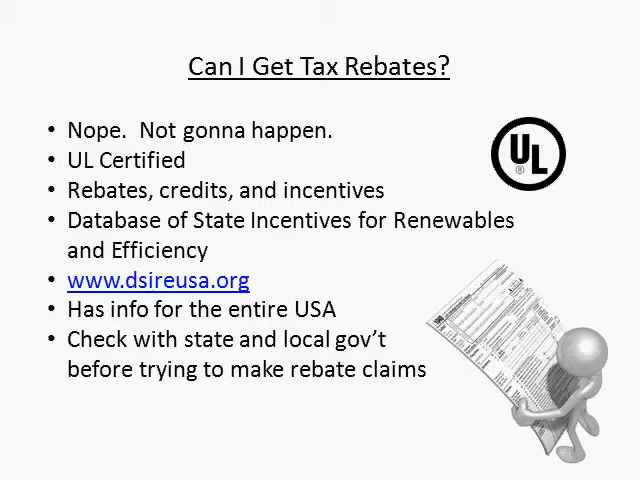 Can I Get Tax Rebates?
• Nope.  Not gonna happen.
• UL Certified
• Rebates, credits, and incentives
• Database of State Incentives for Renewables
and Efficiency
• www.dsireusa.org
• Has info for the entire USA
• Check with state and local gov’t
before trying to make rebate claims
UL
®
1040